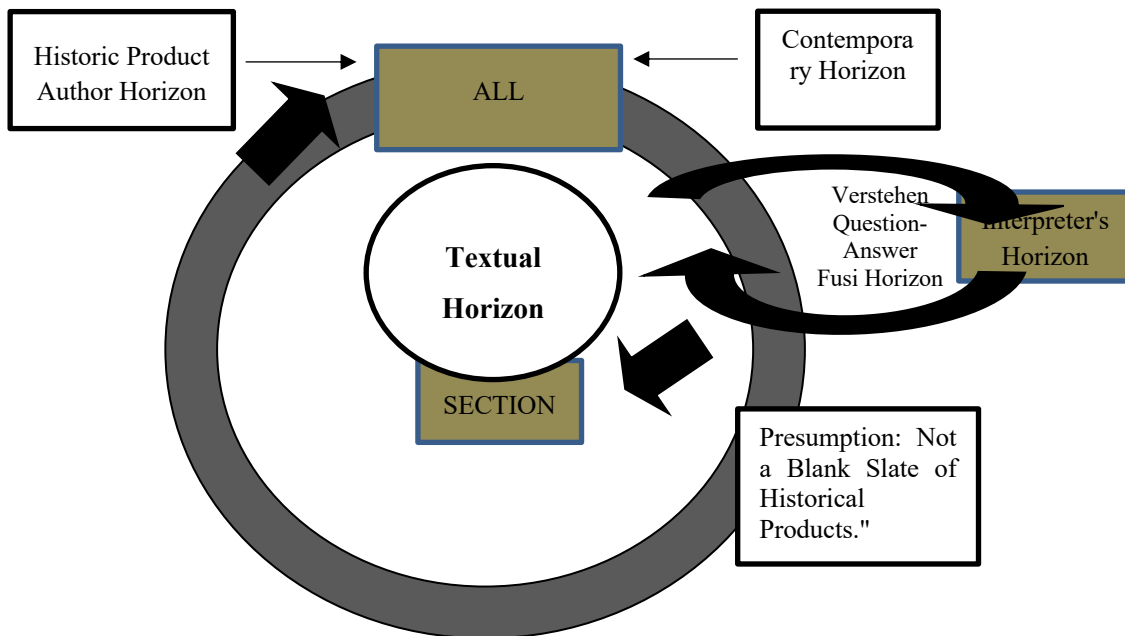 Historic Product
Author Horizon
ALL
Contempora
ry Horizon
Textual
Horizon
Verstehen
Question-
Answer
Fusi Horizon
Interpreter's
Horizon
SECTION
Presumption: Not
a Blank Slate of
Historical
Products."